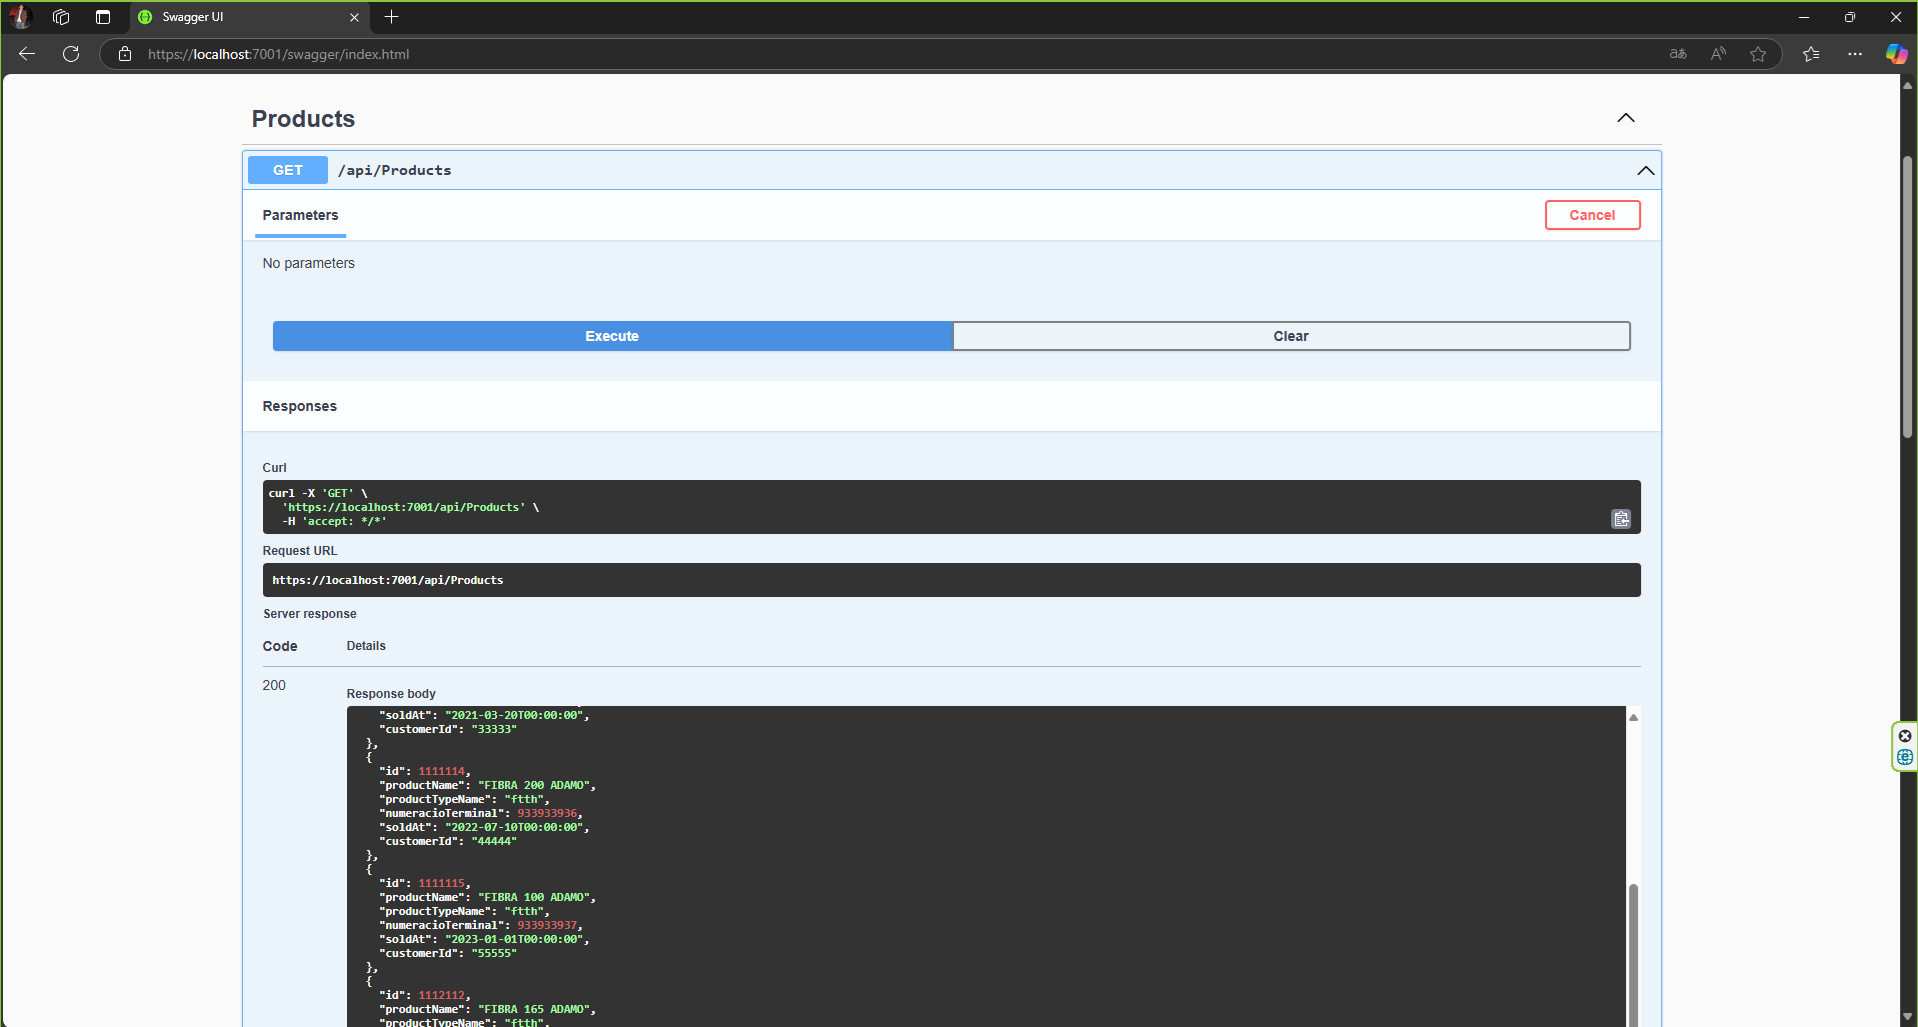 Swagger UI
https://localhost:7001/swagger/index.html
Products
GET /api/Products
Parameters
Cancel
No parameters
Execute
Clear
Responses
Curl
curl -X 'GET' \
  'https://localhost:7001/api/Products' \
  -H 'accept: */*'
Request URL
https://localhost:7001/api/Products
Server response
Code Details
200
Response body
    "soldAt": "2021-03-20T00:00:00",
    "customerId": "33333"
  },
  {
    "id": 1111114,
    "productName": "FIBRA 200 ADAMO",
    "productTypeName": "ftth",
    "numeracioTerminal": 933933936,
    "soldAt": "2022-07-10T00:00:00",
    "customerId": "44444"
  },
  {
    "id": 1111115,
    "productName": "FIBRA 100 ADAMO",
    "productTypeName": "ftth",
    "numeracioTerminal": 933933937,
    "soldAt": "2023-01-01T00:00:00",
    "customerId": "55555"
  },
  {
    "id": 1112112,
    "productName": "FIBRA 165 ADAMO",
    "productTypeName": "ftth",